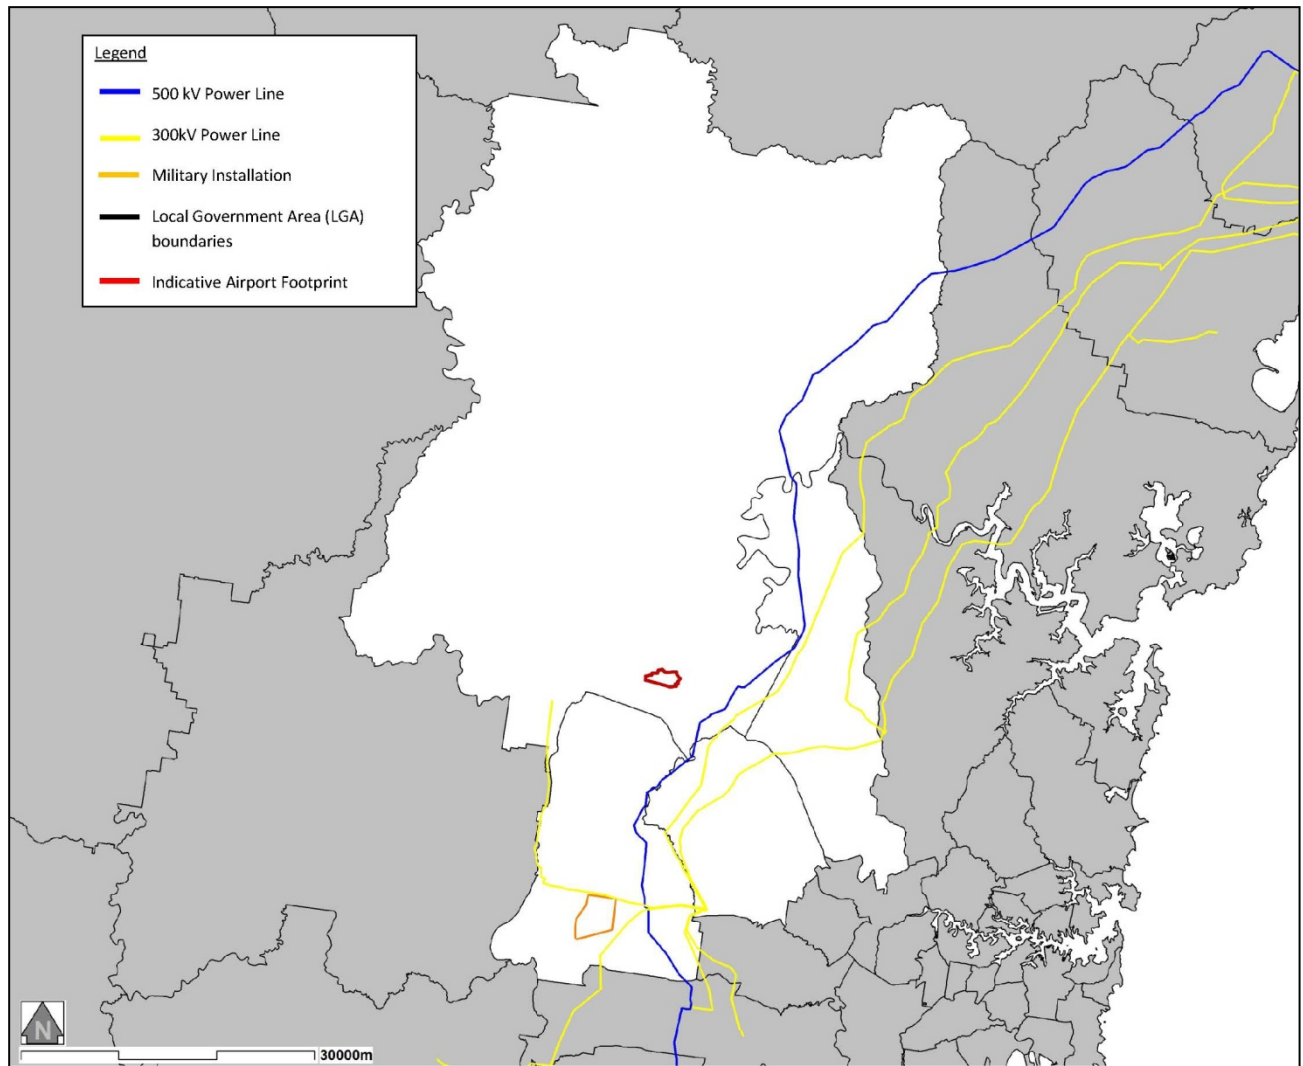 Legend
500 kV Power Line
300kV Power Line
Military Installation
Local Government Area (LGA)
boundaries
Indicative Airport Footprint
N
30000m